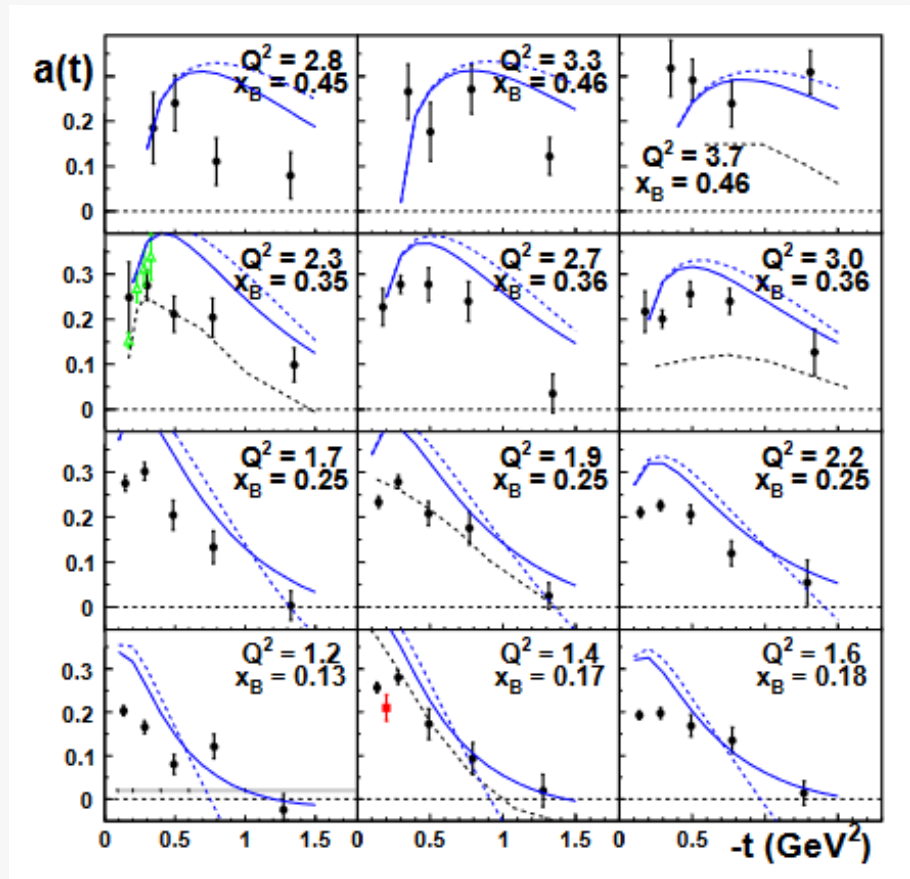 a(t)
Q² = 2.8
x_B = 0.45
Q² = 3.3
x_B = 0.46
Q² = 3.7
x_B = 0.46
0.2
0.1
0
Q² = 2.3
x_B = 0.35
Q² = 2.7
x_B = 0.36
Q² = 3.0
x_B = 0.36
0.3
0.2
0.1
0
Q² = 1.7
x_B = 0.25
Q² = 1.9
x_B = 0.25
Q² = 2.2
x_B = 0.25
0.3
0.2
0.1
0
Q² = 1.2
x_B = 0.13
Q² = 1.4
x_B = 0.17
Q² = 1.6
x_B = 0.18
0.3
0.2
0.1
0
0 0.5 1 1.5 0 0.5 1 1.5 0 0.5 1 -t (GeV²)